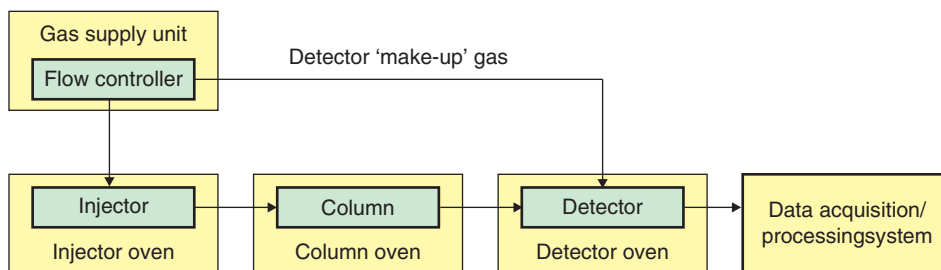 Gas supply unit
Flow controller
Detector ‘make-up’ gas
Injector
Injector oven
Column
Column oven
Detector
Detector oven
Data acquisition/
processingsystem